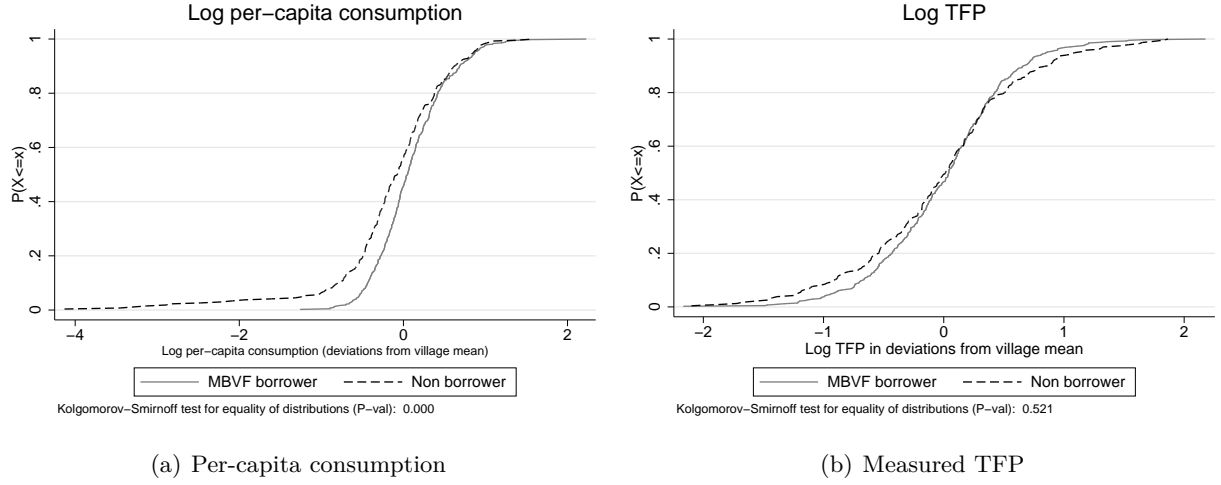 Log per−capita consumption
P(X<=x)
1
.8
.6
.4
.2
0
−4 −2 0 2
Log per−capita consumption (deviations from village mean)
MBVF borrower Non borrower
Kolgomorov−Smirnoff test for equality of distributions (P−val): 0.000
(a) Per-capita consumption
Log TFP
P(X<=x)
1
.8
.6
.4
.2
0
−2 −1 0 1 2
Log TFP in deviations from village mean
MBVF borrower Non borrower
Kolgomorov−Smirnoff test for equality of distributions (P−val): 0.521
(b) Measured TFP